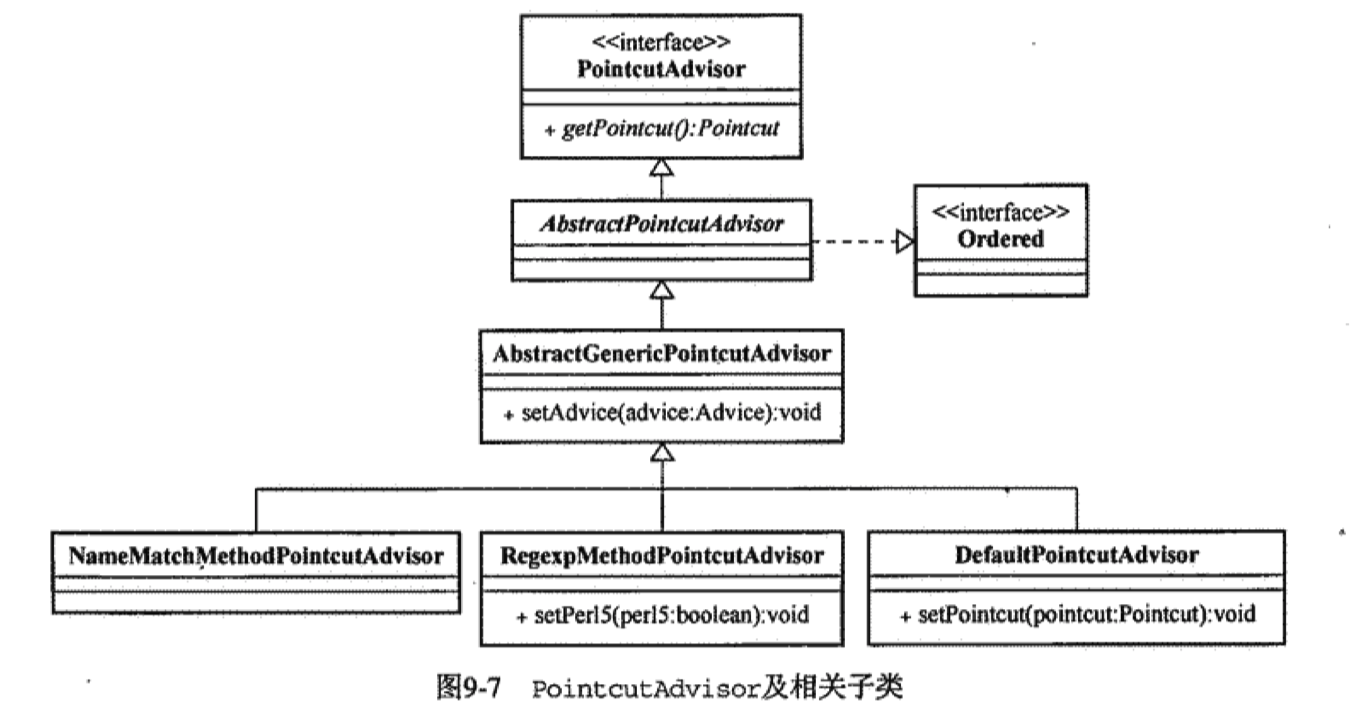 <<interface>>
PointcutAdvisor
+ getPointcut():Pointcut
AbstractPointcutAdvisor
<<interface>>
Ordered
AbstractGenericPointcutAdvisor
+ setAdvice(advice:Advice):void
NameMatchMethodPointcutAdvisor
RegexpMethodPointcutAdvisor
+ setPerl5(perl5:boolean):void
DefaultPointcutAdvisor
+ setPointcut(pointcut:Pointcut):void
图9-7 PointcutAdvisor及相关子类